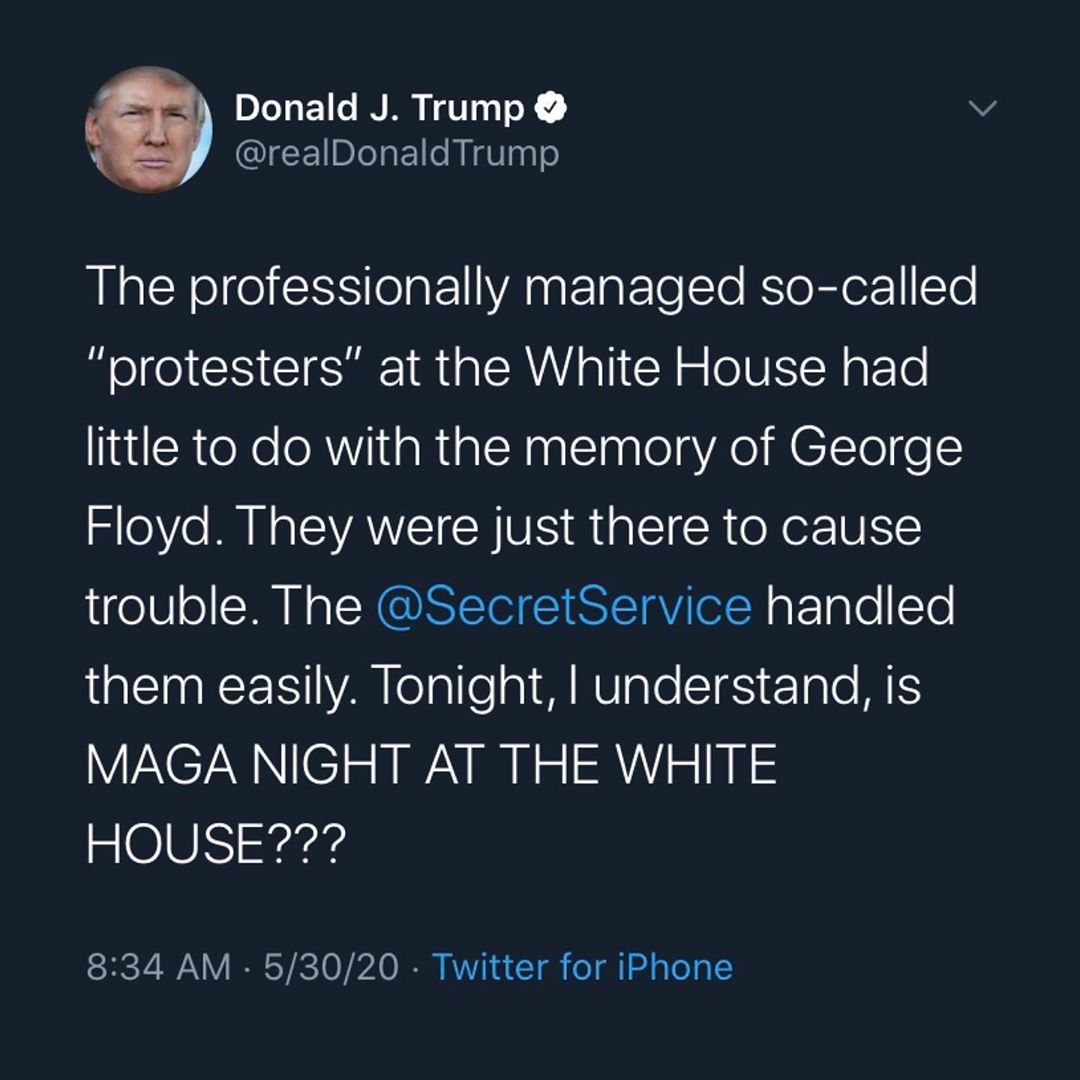 Donald J. Trump
@realDonaldTrump
The professionally managed so-called
“protesters” at the White House had
little to do with the memory of George
Floyd. They were just there to cause
trouble. The @SecretService handled
them easily. Tonight, I understand, is
MAGA NIGHT AT THE WHITE
HOUSE???
8:34 AM · 5/30/20 · Twitter for iPhone